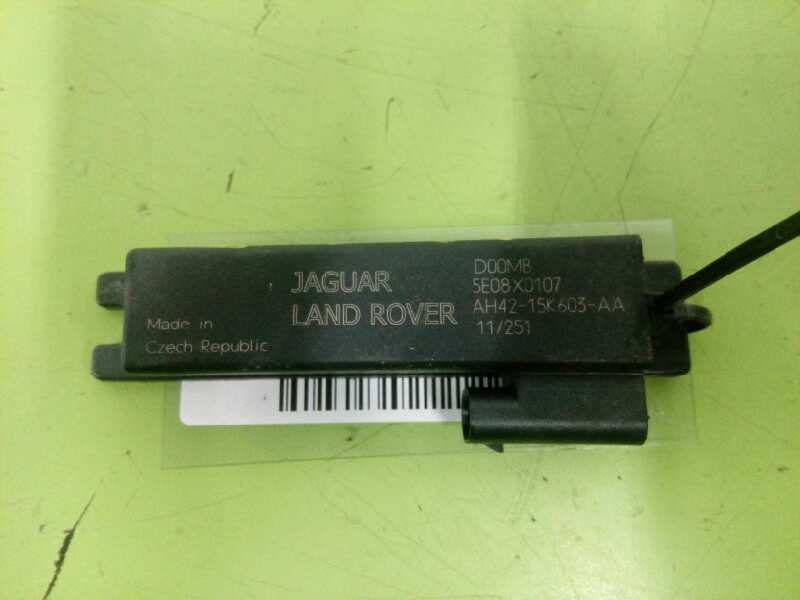 JAGUAR
LAND ROVER
Made in
Czech Republic
D00MB
5E08X0107
AH42-15K603-AA
11/251